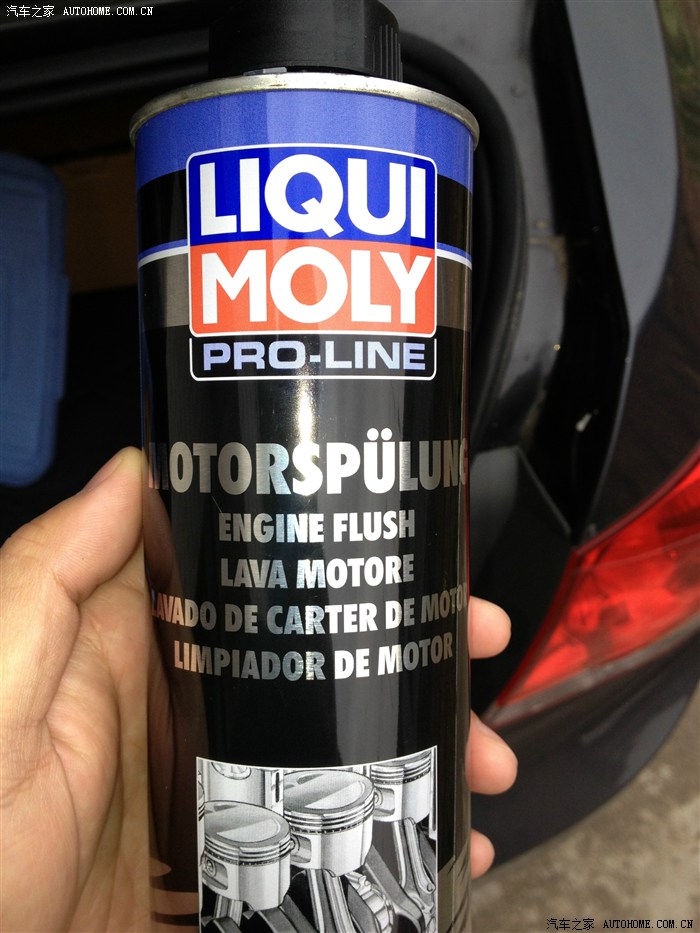 汽车之家 AUTOHOME.COM.CN
LIQUI
MOLY
PRO-LINE
MOTORSPÜLUNG
ENGINE FLUSH
LAVA MOTORE
LAVADO DE CARTER DE MOTOR
LIMPIADOR DE MOTOR
汽车之家 AUTOHOME.COM.CN